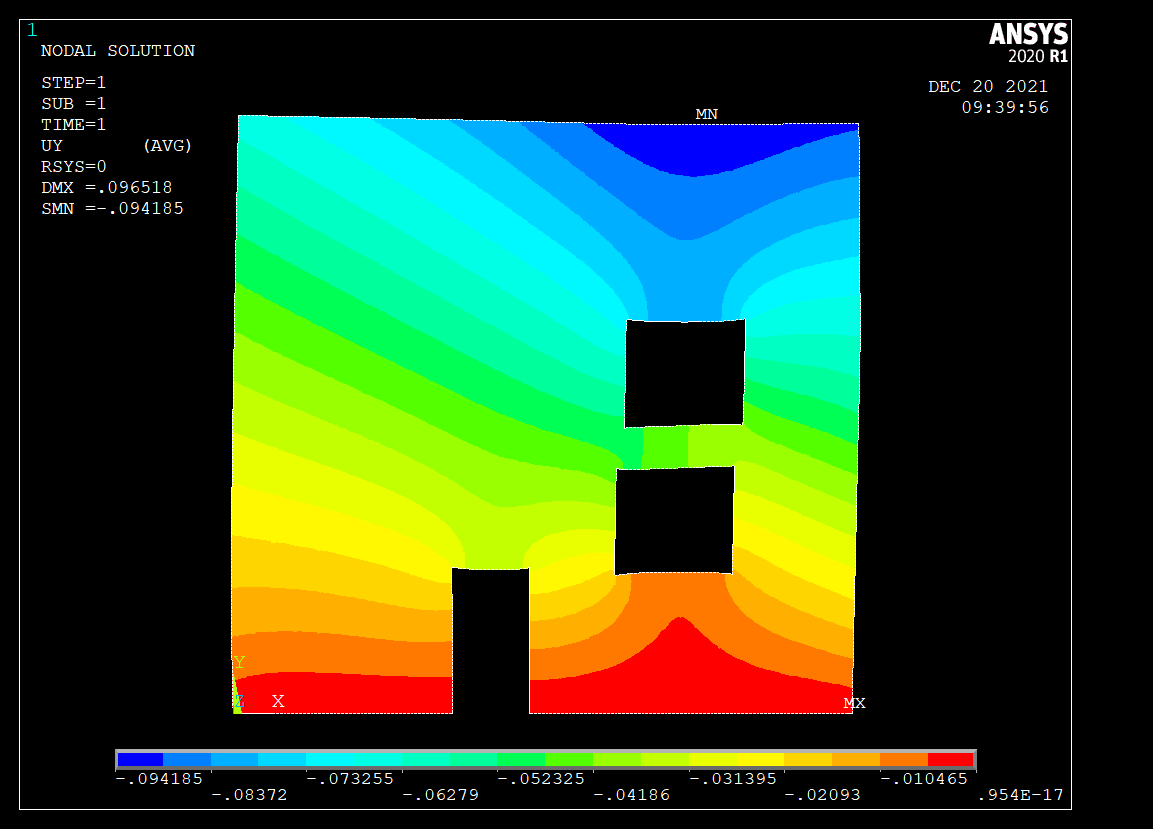 1
ANSYS
2020 R1
NODAL SOLUTION
STEP=1
SUB =1
TIME=1
UY (AVG)
RSYS=0
DMX =.096518
SMN =-.094185
DEC 20 2021
09:39:56
MN
Y
Z X
MX
-.094185 -.073255 -.052325 -.031395 -.010465
-.08372 -.06279 -.04186 -.02093 .954E-17